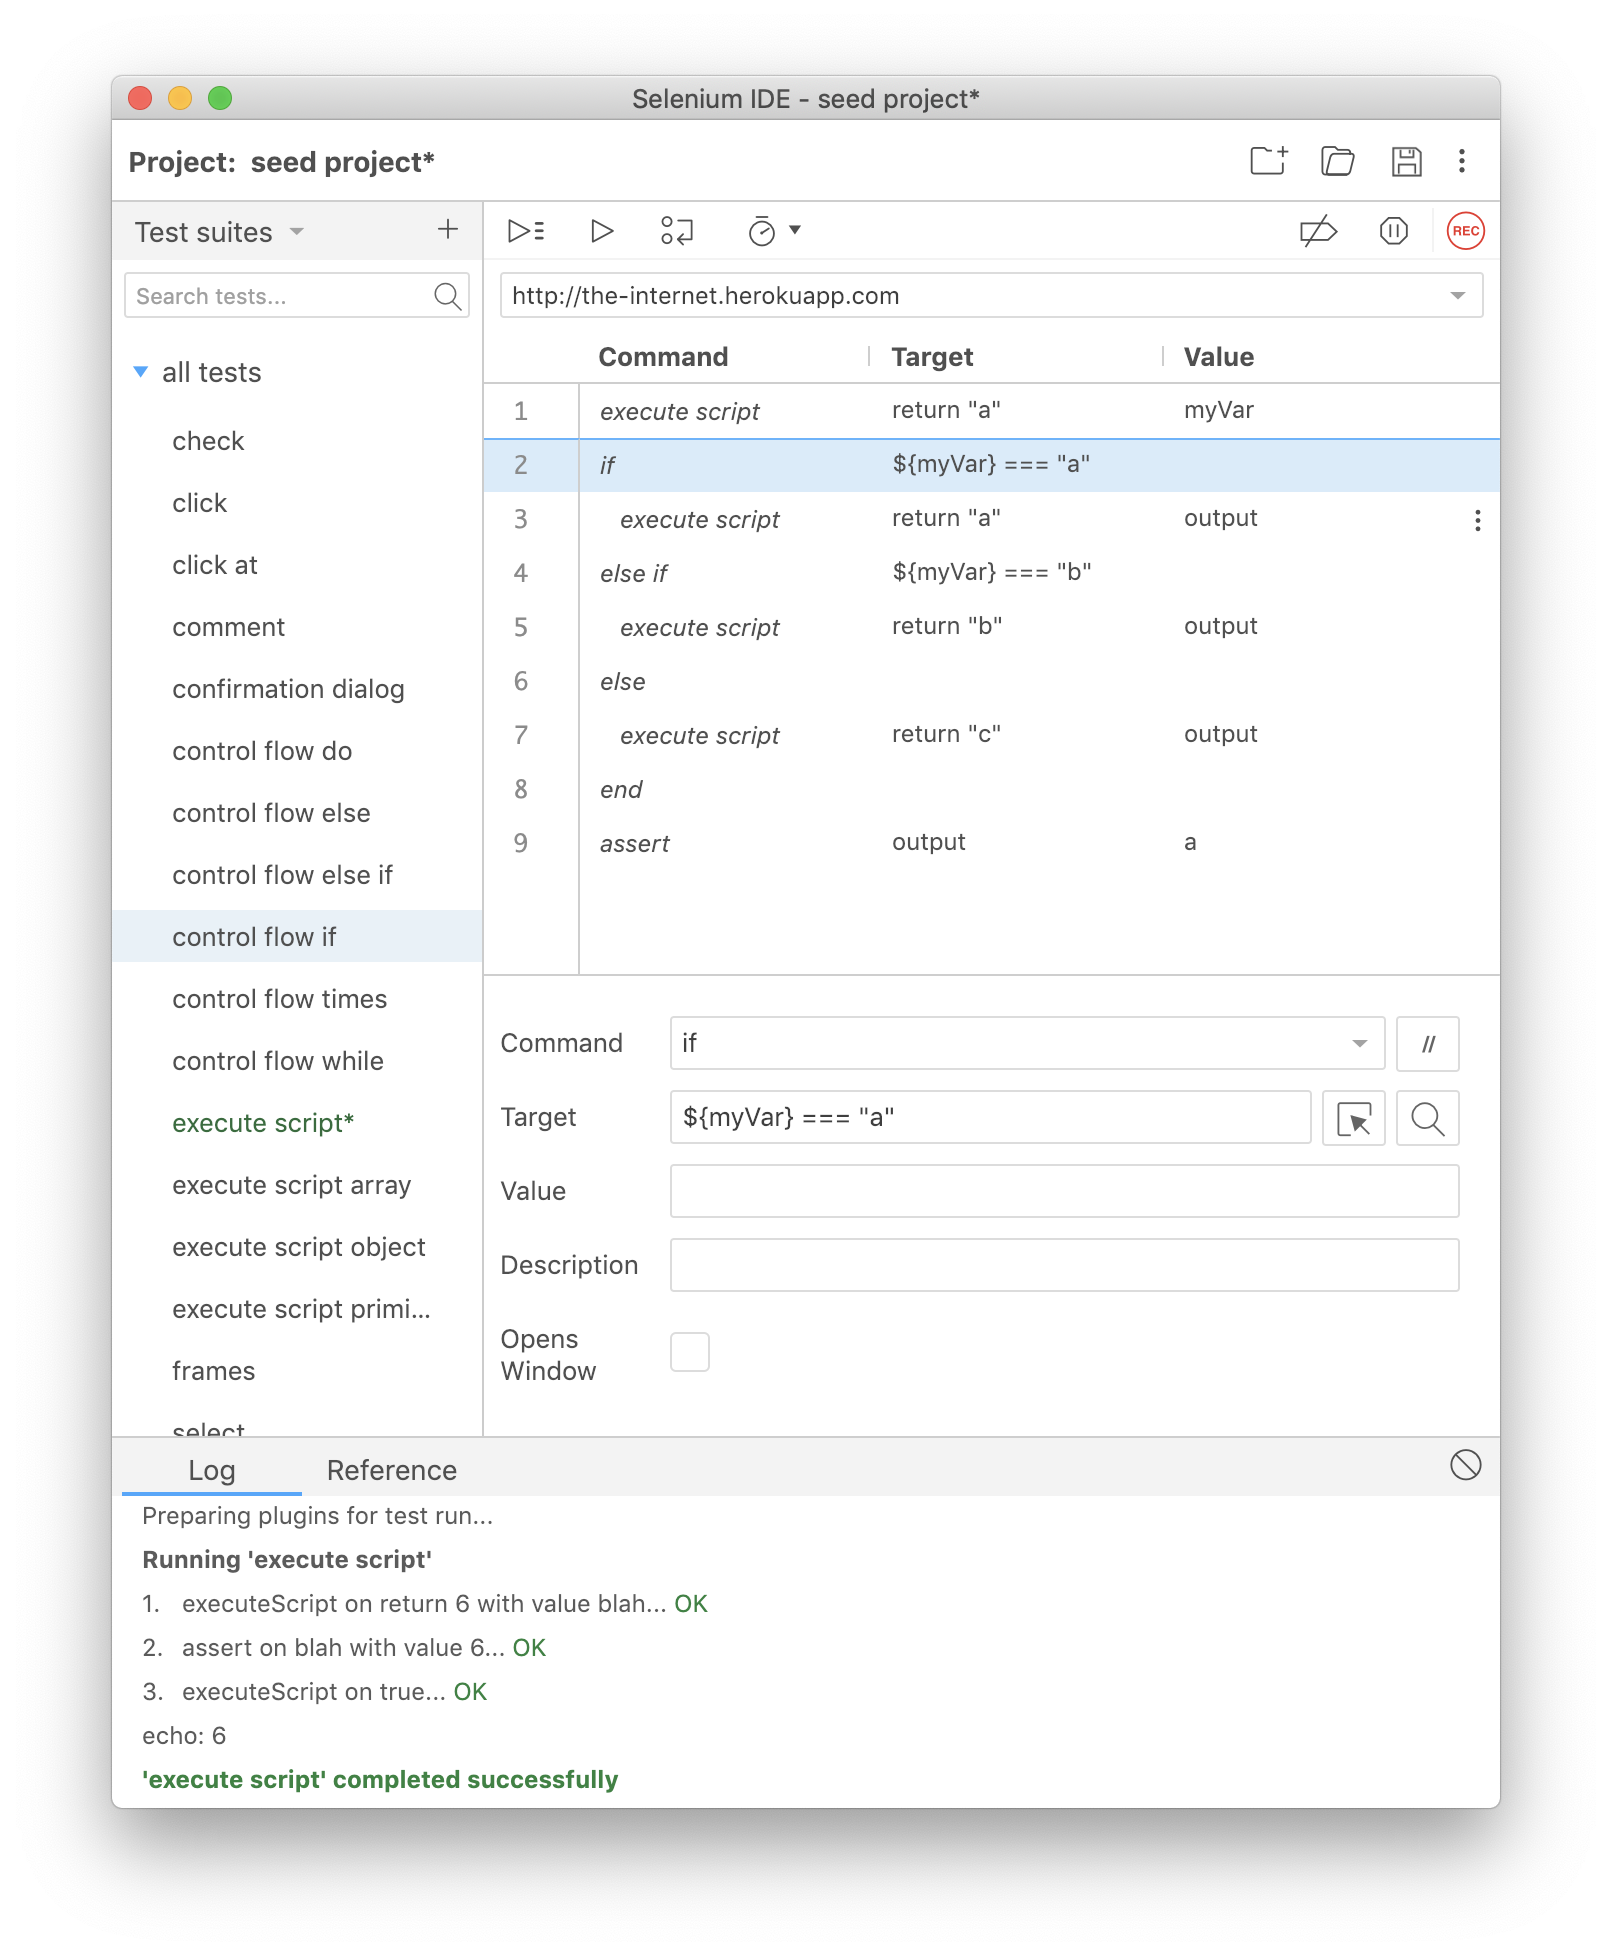 Selenium IDE - seed project*
Project: seed project*
Test suites
+
REC
Search tests...
http://the-internet.herokuapp.com
all tests
check
click
click at
comment
confirmation dialog
control flow do
control flow else
control flow else if
control flow if
control flow times
control flow while
execute script*
execute script array
execute script object
execute script primi...
frames
select
Command Target Value
1 execute script return "a" myVar
2 if ${myVar} === "a"
3 execute script return "a" output
4 else if ${myVar} === "b"
5 execute script return "b" output
6 else
7 execute script return "c" output
8 end
9 assert output a
Command if //
Target ${myVar} === "a"
Value
Description
Opens
Window
Log Reference
Preparing plugins for test run...
Running 'execute script'
1. executeScript on return 6 with value blah... OK
2. assert on blah with value 6... OK
3. executeScript on true... OK
echo: 6
'execute script' completed successfully